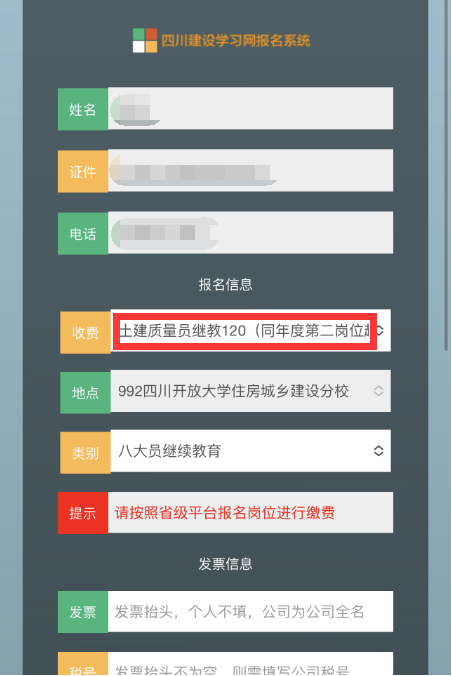 四川建设学习网报名系统
姓名
证件
电话
报名信息
收费 土建质量员继教120（同年度第二岗位起
地点 992四川开放大学住房城乡建设分校
类别 八大员继续教育
提示 请按照省级平台报名岗位进行缴费
发票信息
发票 发票抬头，个人不填，公司为公司全名
税号 发票抬头不为空，则需填写公司税号